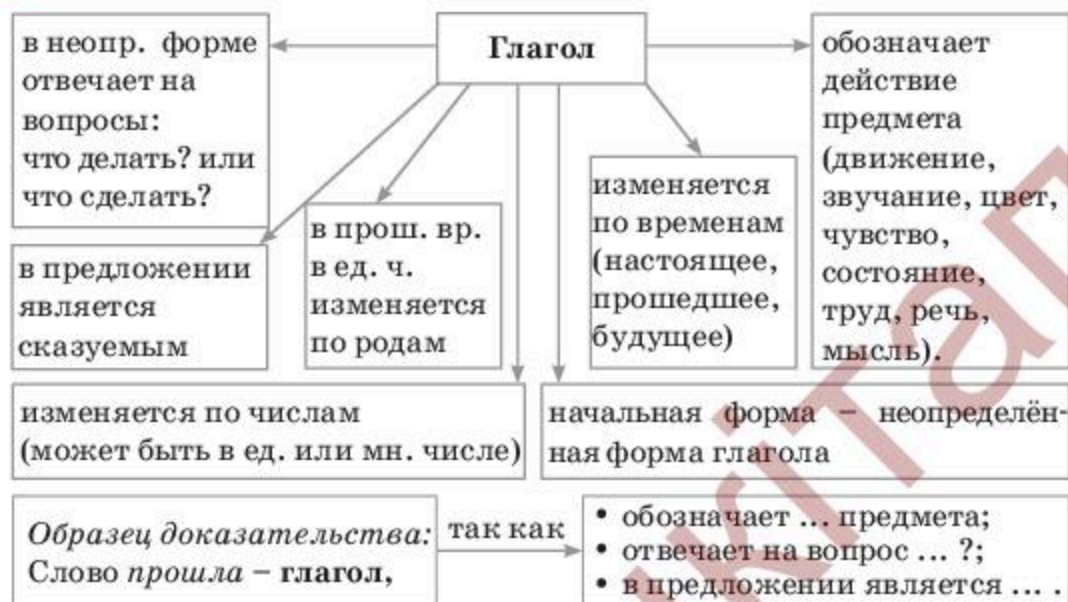 Глагол
в неопр. форме
отвечает на
вопросы:
что делать? или
что сделать?
обозначает
действие
предмета
(движение,
звучание, цвет,
чувство,
состояние,
труд, речь,
мысль).
в предложении
является
сказуемым
в прош. вр.
в ед. ч.
изменяется
по родам
изменяется
по временам
(настоящее,
прошедшее,
будущее)
изменяется по числам
(может быть в ед. или мн. числе)
начальная форма – неопределён-
ная форма глагола
Образец доказательства:
Слово прошла – глагол,
так как
• обозначает ... предмета;
• отвечает на вопрос ... ?;
• в предложении является ... .